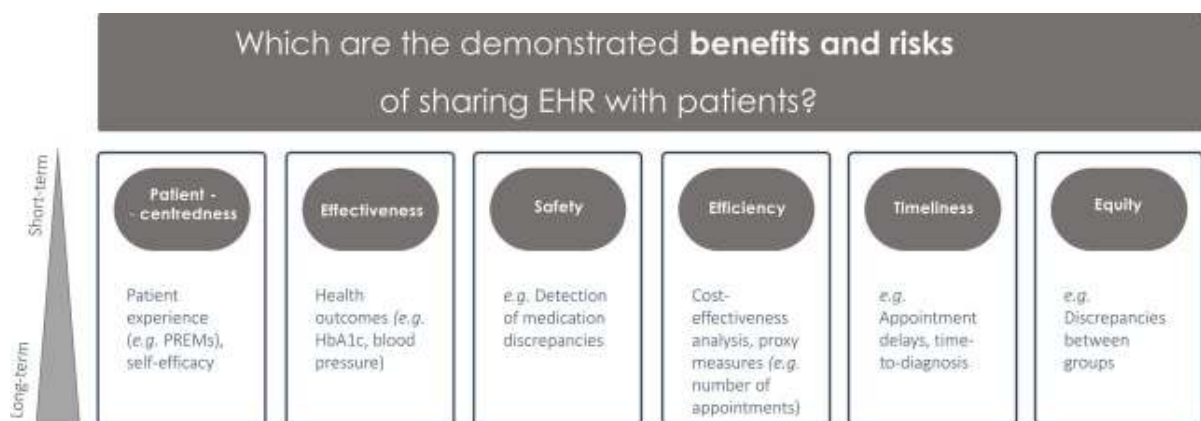 Which are the demonstrated benefits and risks
of sharing EHR with patients?
Short-term
Long-term
Patient -
- centredness
Patient
experience
(e.g. PREMs),
self-efficacy
Effectiveness
Health
outcomes (e.g.
HbA1c, blood
pressure)
Safety
e.g. Detection
of medication
discrepancies
Efficiency
Cost-
effectiveness
analysis, proxy
measures (e.g.
number of
appointments)
Timeliness
e.g.
Appointment
delays, time-
to-diagnosis
Equity
e.g.
Discrepancies
between
groups